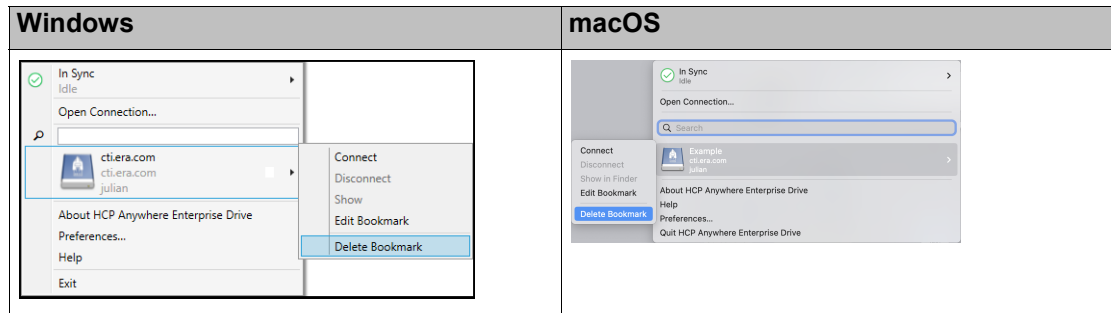 Windows
macOS
In Sync
Idle
Open Connection...
cti.era.com
cti.era.com
julian
About HCP Anywhere Enterprise Drive
Preferences...
Help
Exit
Connect
Disconnect
Show
Edit Bookmark
Delete Bookmark
In Sync
Idle
Open Connection...
Search
Example
cti.era.com
julian
About HCP Anywhere Enterprise Drive
Help
Preferences...
Quit HCP Anywhere Enterprise Drive
Connect
Disconnect
Show in Finder
Edit Bookmark
Delete Bookmark